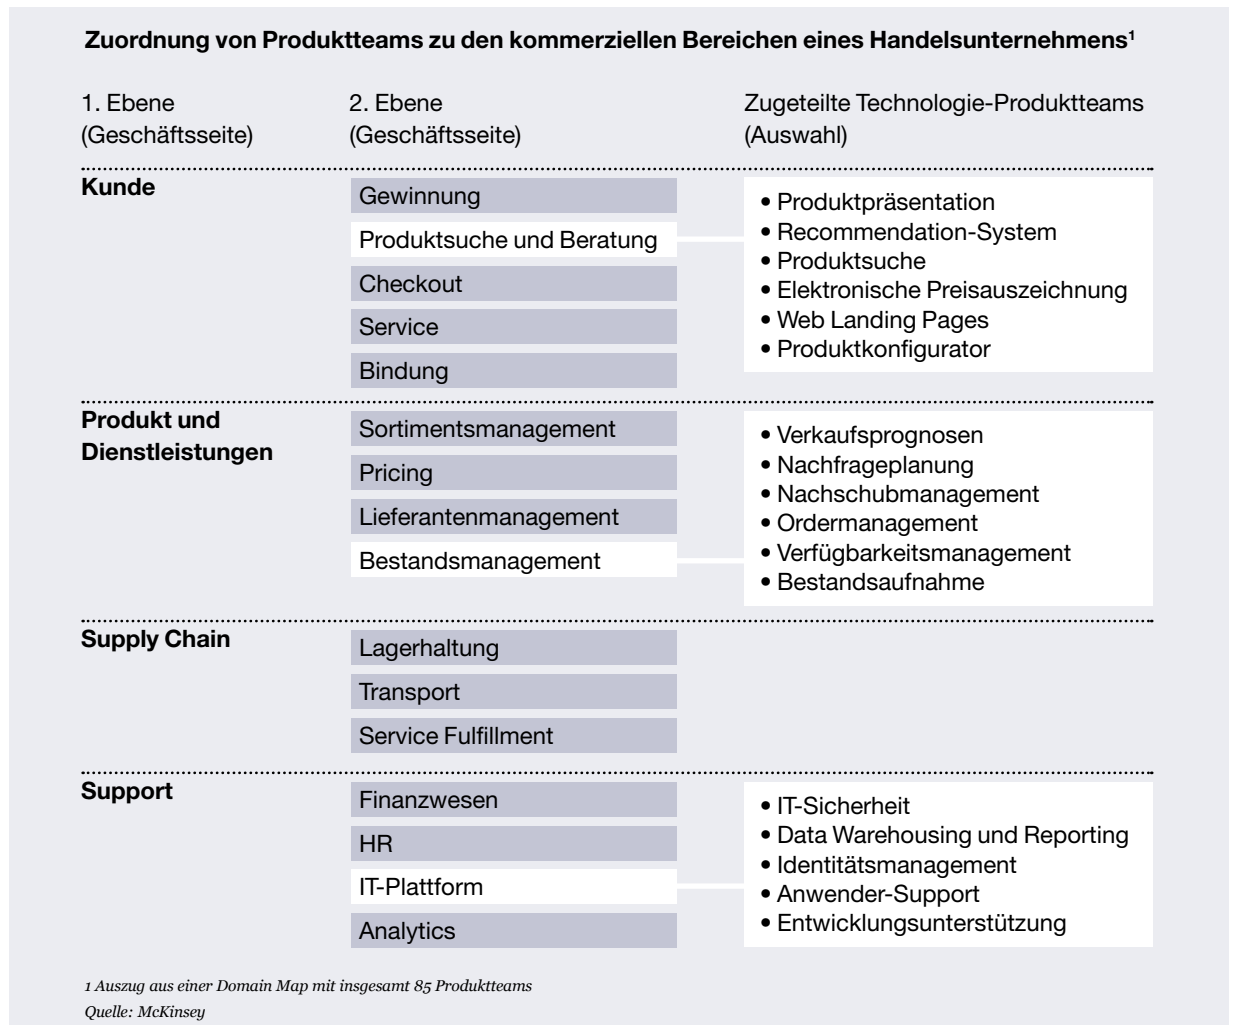 Zuordnung von Produktteams zu den kommerziellen Bereichen eines Handelsunternehmens¹
1. Ebene
(Geschäftsseite)
2. Ebene
(Geschäftsseite)
Zugeteilte Technologie-Produktteams
(Auswahl)
Kunde
Gewinnung
Produktsuche und Beratung
Checkout
Service
Bindung
• Produktpräsentation
• Recommendation-System
• Produktsuche
• Elektronische Preisauszeichnung
• Web Landing Pages
• Produktkonfigurator
Produkt und
Dienstleistungen
Sortimentsmanagement
Pricing
Lieferantenmanagement
Bestandsmanagement
• Verkaufsprognosen
• Nachfrageplanung
• Nachschubmanagement
• Ordermanagement
• Verfügbarkeitsmanagement
• Bestandsaufnahme
Supply Chain
Lagerhaltung
Transport
Service Fulfillment
Support
Finanzwesen
HR
IT-Plattform
Analytics
• IT-Sicherheit
• Data Warehousing und Reporting
• Identitätsmanagement
• Anwender-Support
• Entwicklungsunterstützung
1 Auszug aus einer Domain Map mit insgesamt 85 Produktteams
Quelle: McKinsey